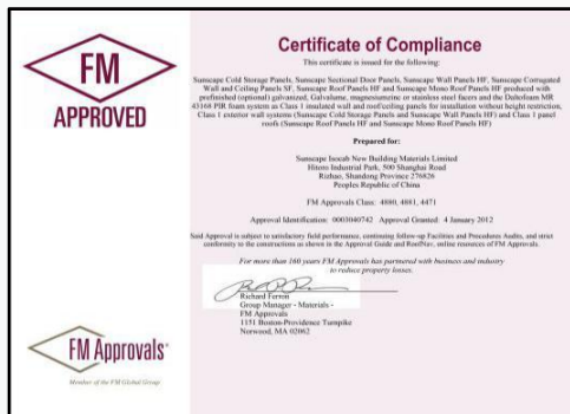 FM
APPROVED
Certificate of Compliance
This certificate is issued for the following:
Sunscape Cold Storage Panels, Sunscape Sectional Door Panels, Sunscape Wall Panels HF, Sunscape Corrugated
Wall and Ceiling Panels SF, Sunscape Roof Panels HF and Sunscape Mono Roof Panels HF produced with
prefinished (optional) galvanized, Galvalume, magnesiumetine or stainless steel facers and the Daltofoam MR
43168 PIR foam system as Class 1 insulated wall and roof/ceiling panels for installation without height restriction,
Class 1 exterior wall systems (Sunscape Cold Storage Panels and Sunscape Wall Panels HF) and Class 1 panel
roofs (Sunscape Roof Panels HF and Sunscape Mono Roof Panels HF)
Prepared for:
Sunscape Isocab New Building Materials Limited
Hitoro Industrial Park, 500 Shanghai Road
Rizhao, Shandong Province 276826
Peoples Republic of China
FM Approvals Class: 4880, 4881, 4471
Approval Identification: 0003040742 Approval Granted: 4 January 2012
Said Approval is subject to satisfactory field performance, continuing follow-up Facilities and Procedures Audits, and strict
conformity to the constructions as shown in the Approval Guide and RoofNav, online resources of FM Approvals.
For more than 160 years FM Approvals has partnered with business and industry
to reduce property losses.
Richard Ferron
Group Manager - Materials -
FM Approvals
1151 Boston-Providence Turnpike
Norwood, MA 02062
FM Approvals
Member of the FM Global Group